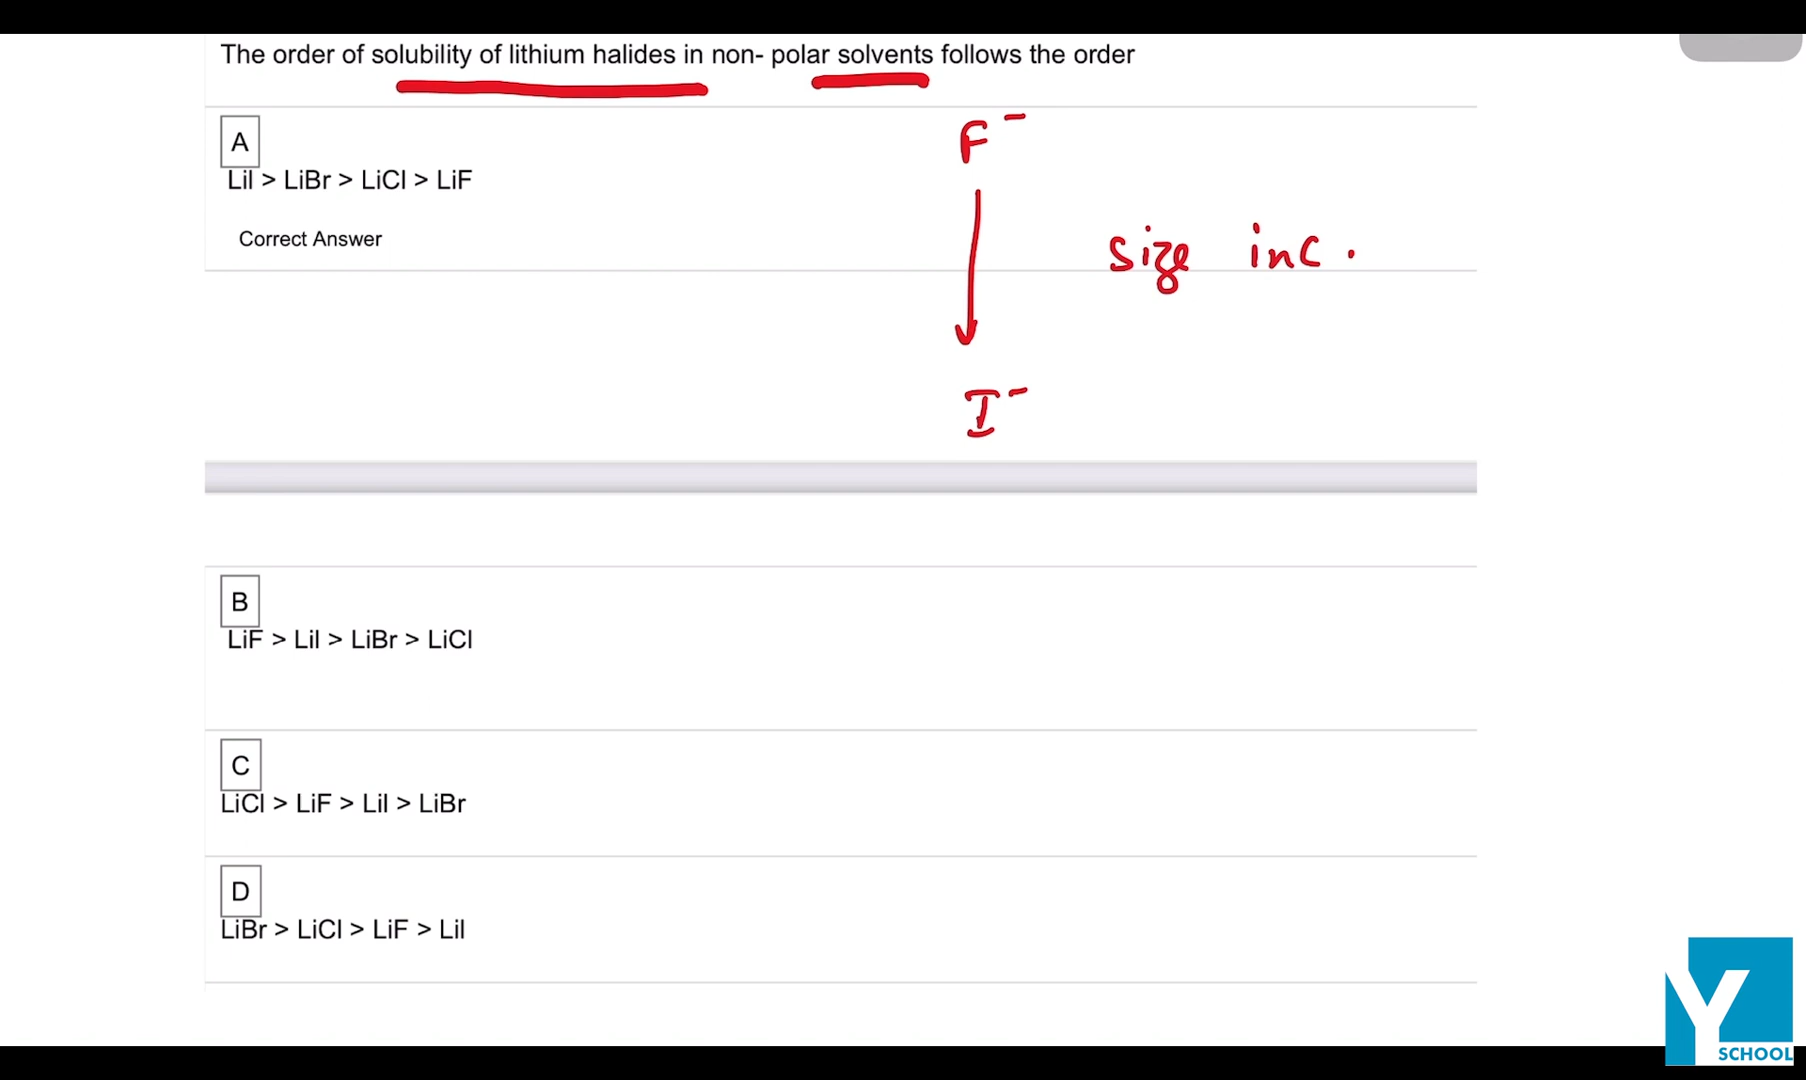 The order of solubility of lithium halides in non- polar solvents follows the order
A
LiI > LiBr > LiCl > LiF
Correct Answer
F⁻
size inc.
I⁻
B
LiF > LiI > LiBr > LiCl
C
LiCl > LiF > LiI > LiBr
D
LiBr > LiCl > LiF > LiI
Y
SCHOOL